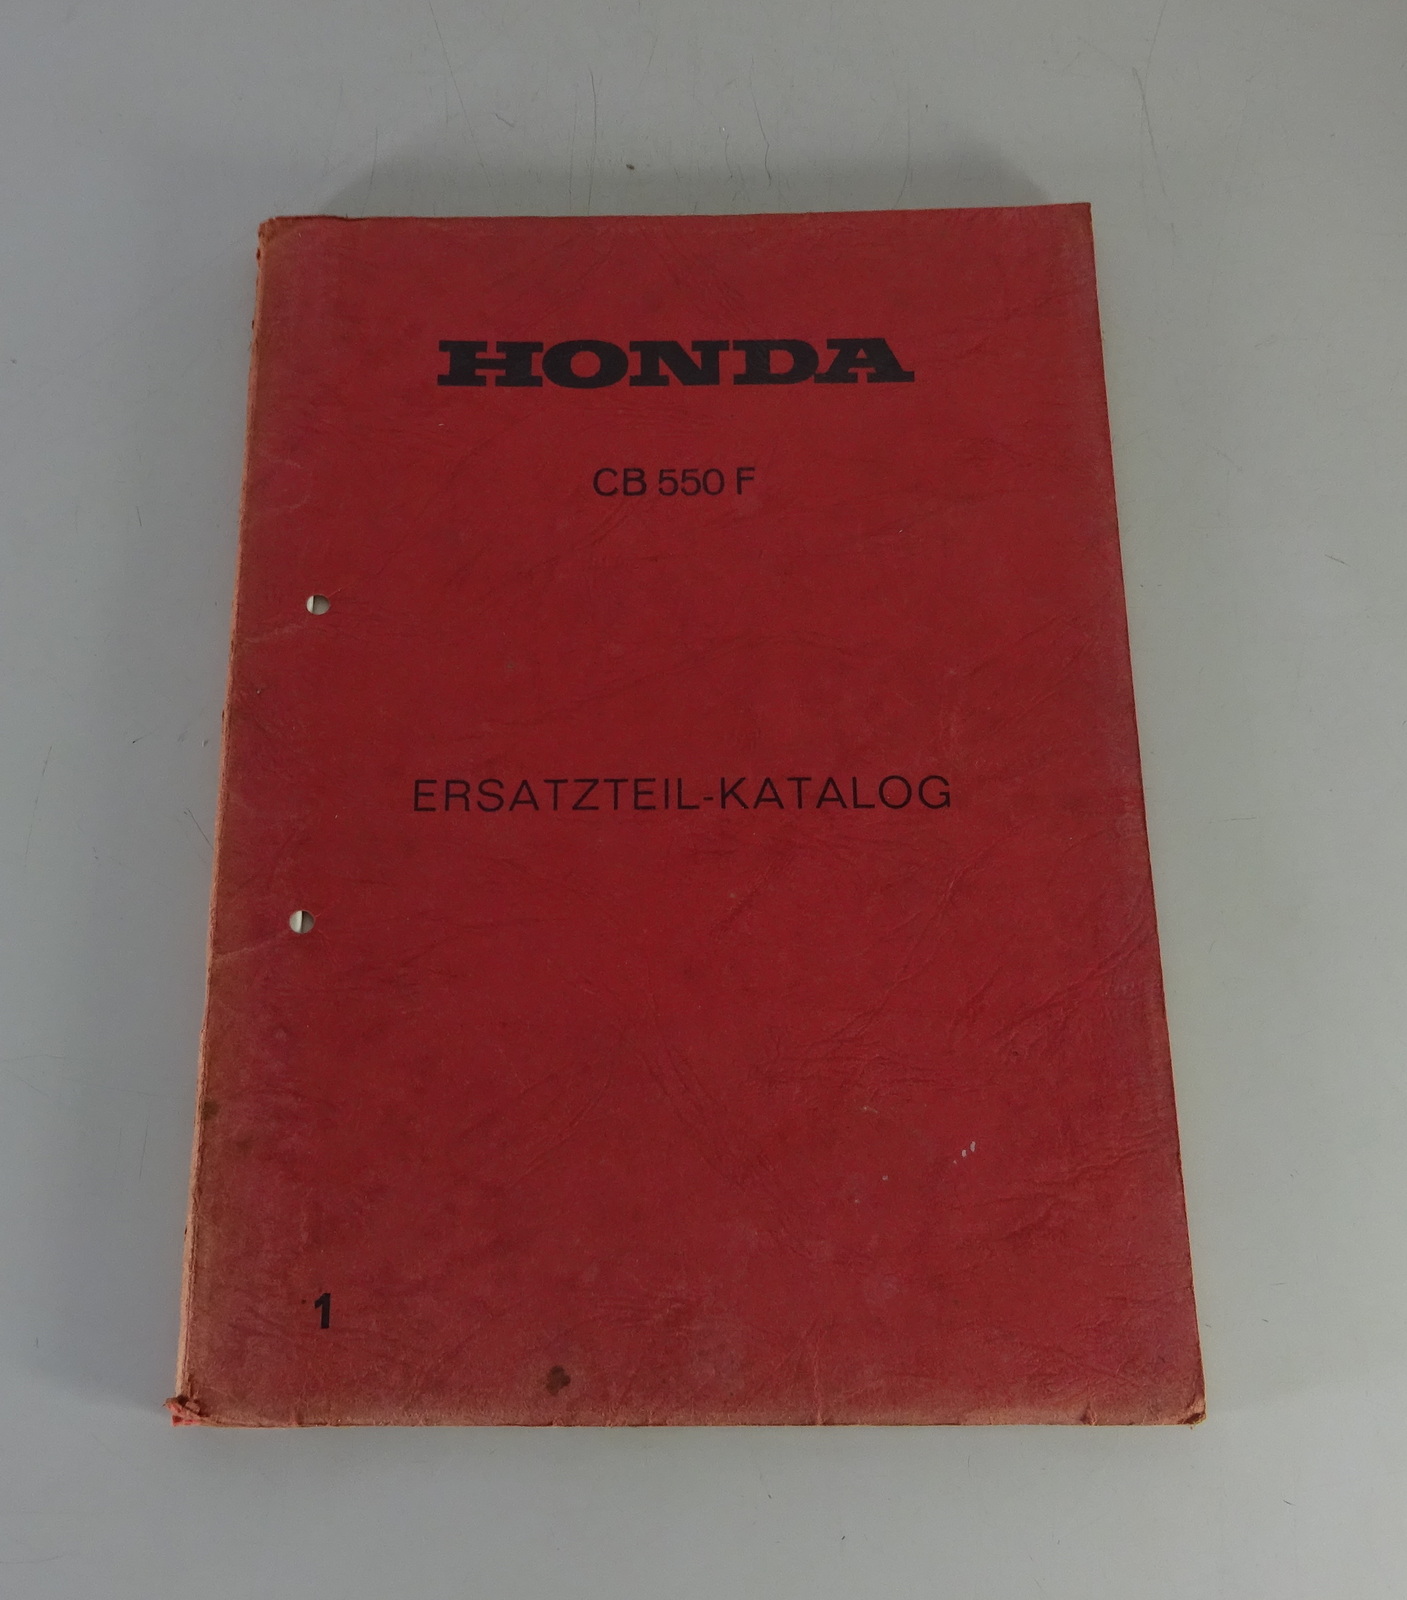 HONDA
CB 550 F
ERSATZTEIL-KATALOG
1